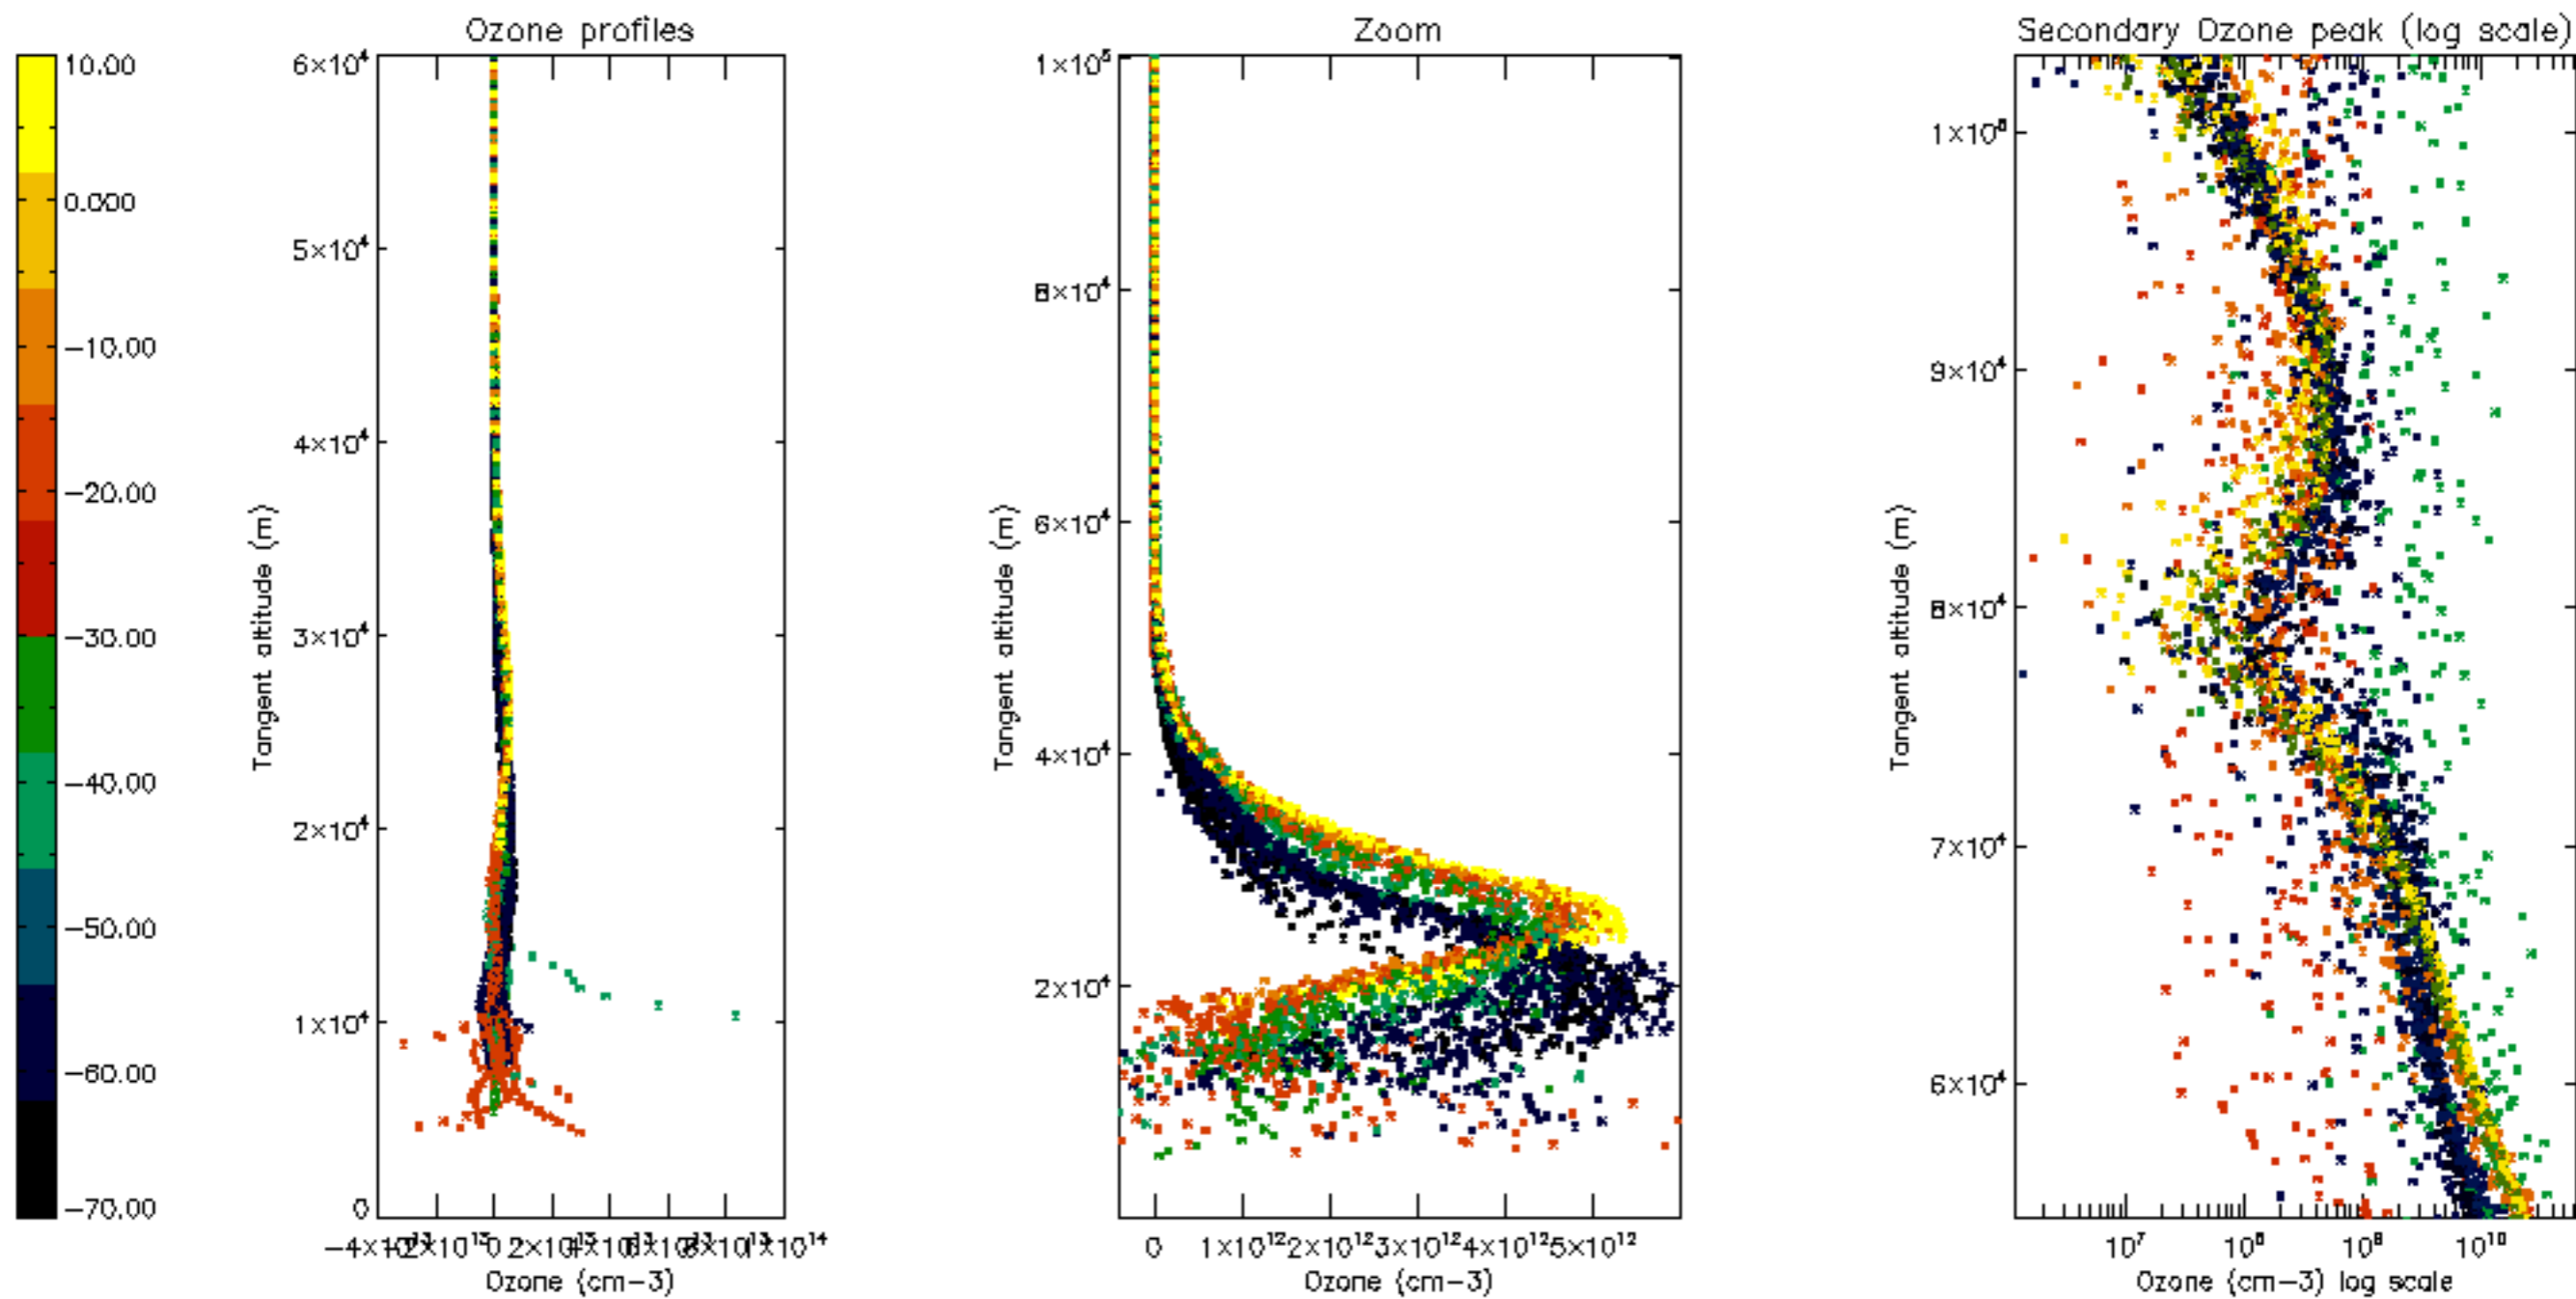 Ozone profiles
Zoom
Secondary Ozone peak (log scale)
10.00
0.000
−10.00
−20.00
−30.00
−40.00
−50.00
−60.00
−70.00
6×10⁴
5×10⁴
4×10⁴
3×10⁴
2×10⁴
1×10⁴
0
Tangent altitude (m)
0
1×10¹⁴
Ozone (cm−3)
1×10⁵
8×10⁴
6×10⁴
4×10⁴
2×10⁴
Tangent altitude (m)
0 1×10¹² 2×10¹² 3×10¹² 4×10¹² 5×10¹²
Ozone (cm−3)
9×10⁴
8×10⁴
7×10⁴
6×10⁴
Tangent altitude (m)
10⁷ 10⁸ 10⁹ 10¹⁰
Ozone (cm−3) log scale